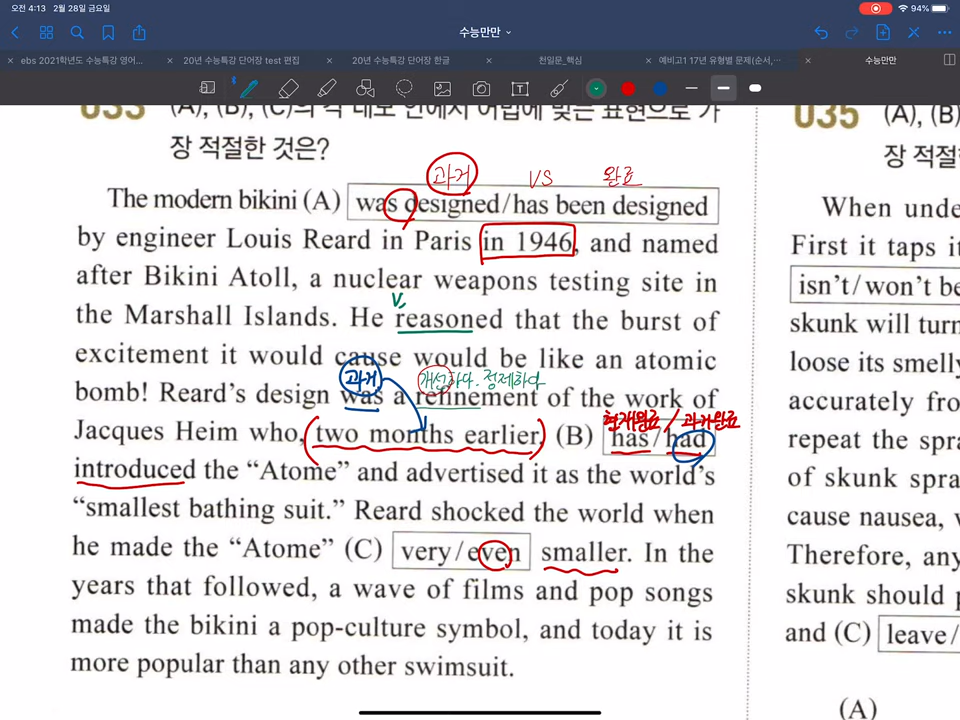 오전 4:13 2월 28일 금요일
94%
수능만만
ebs 2021학년도 수능특강 영어...
20년 수능특강 단어장 test 편집
20년 수능특강 단어장 한글
천일문_핵심
예비고1 17년 유형별 문제(순서,...
수능만만
033 (A), (B), (C)의 각 네모 안에서 어법에 맞은 표현으로 가
장 적절한 것은?
과거 VS 완료
The modern bikini (A) was designed/has been designed
by engineer Louis Reard in Paris in 1946, and named
after Bikini Atoll, a nuclear weapons testing site in
V,
the Marshall Islands. He reasoned that the burst of
excitement it would cause would be like an atomic
과거 개선하다. 정제하다
bomb! Reard's design was a refinement of the work of
현재완료 / 과거완료
Jacques Heim who, (two months earlier,) (B) has/had
introduced the “Atome” and advertised it as the world's
“smallest bathing suit.” Reard shocked the world when
he made the “Atome” (C) very/even smaller. In the
years that followed, a wave of films and pop songs
made the bikini a pop-culture symbol, and today it is
more popular than any other swimsuit.
035 (A), (B)
장 적절
When unde
First it taps it
isn't/won't be
skunk will turn
loose its smelly
accurately fro
repeat the spra
of skunk spra
cause nausea,
Therefore, any
skunk should p
and (C) leave/
(A)